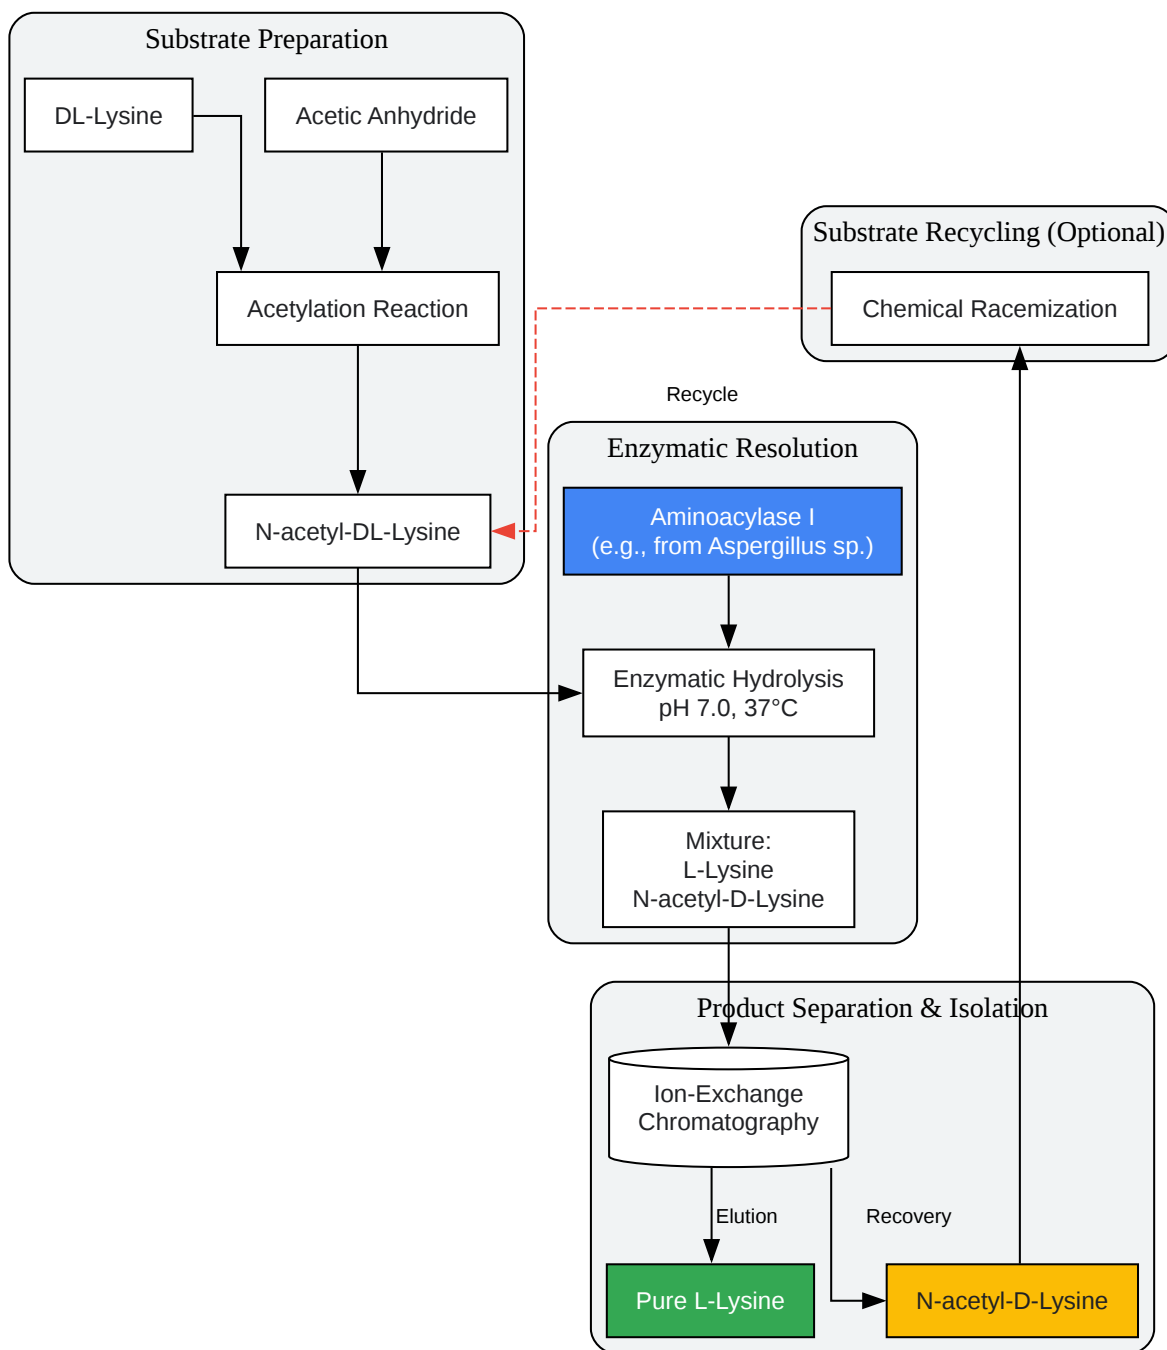 Substrate Preparation
DL-Lysine
Acetic Anhydride
Acetylation Reaction
N-acetyl-DL-Lysine
Substrate Recycling (Optional)
Chemical Racemization
Recycle
Enzymatic Resolution
Aminoacylase I
(e.g., from Aspergillus sp.)
Enzymatic Hydrolysis
pH 7.0, 37°C
Mixture:
L-Lysine
N-acetyl-D-Lysine
Product Separation & Isolation
Ion-Exchange
Chromatography
Elution
Recovery
Pure L-Lysine
N-acetyl-D-Lysine